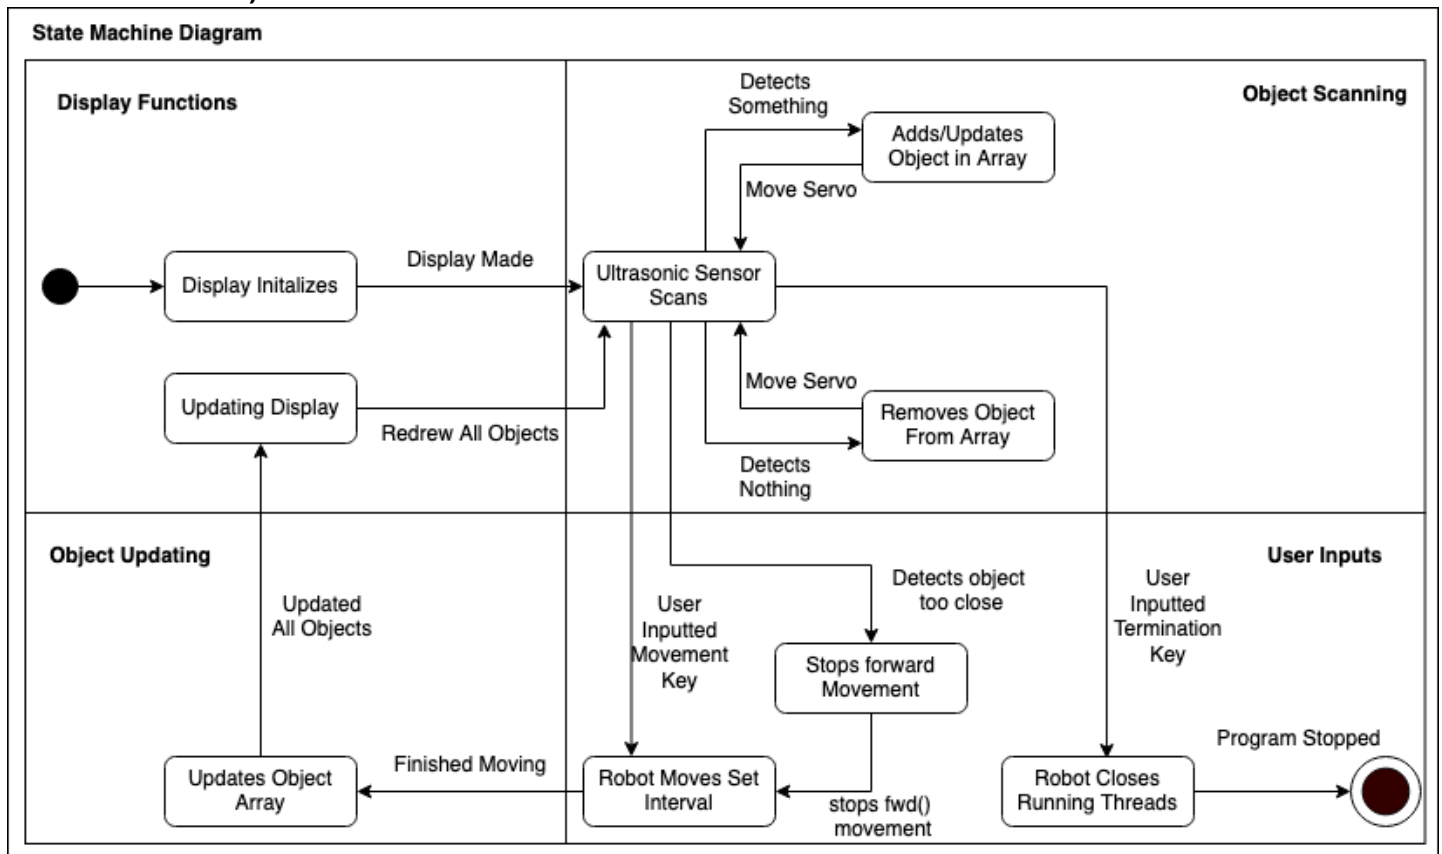 State Machine Diagram
Display Functions
Object Scanning
Detects
Something
Adds/Updates
Object in Array
Move Servo
Display Initalizes
Display Made
Ultrasonic Sensor
Scans
Updating Display
Redrew All Objects
Move Servo
Removes Object
From Array
Detects
Nothing
Object Updating
User Inputs
Updated
All Objects
User
Inputted
Movement
Key
Detects object
too close
User
Inputted
Termination
Key
Stops forward
Movement
Updates Object
Array
Finished Moving
Robot Moves Set
Interval
stops fwd()
movement
Robot Closes
Running Threads
Program Stopped